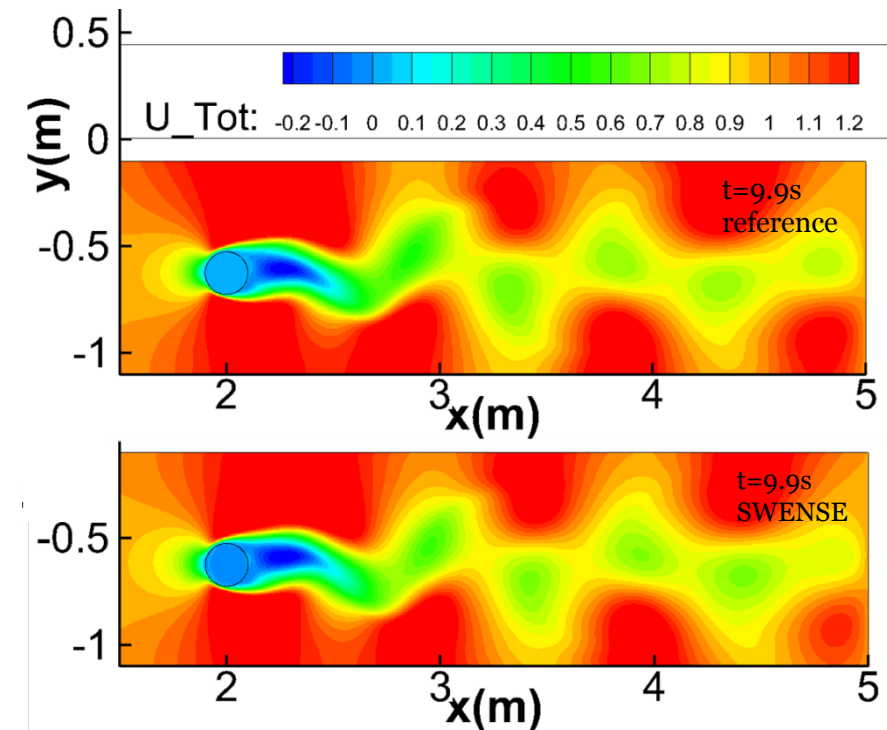 0.5
U_Tot: -0.2 -0.1 0 0.1 0.2 0.3 0.4 0.5 0.6 0.7 0.8 0.9 1 1.1 1.2
0
y(m)
t=9.9s
reference
-0.5
-1
2 3 4 5
x(m)
t=9.9s
SWENSE
-0.5
-1
2 3 4 5
x(m)